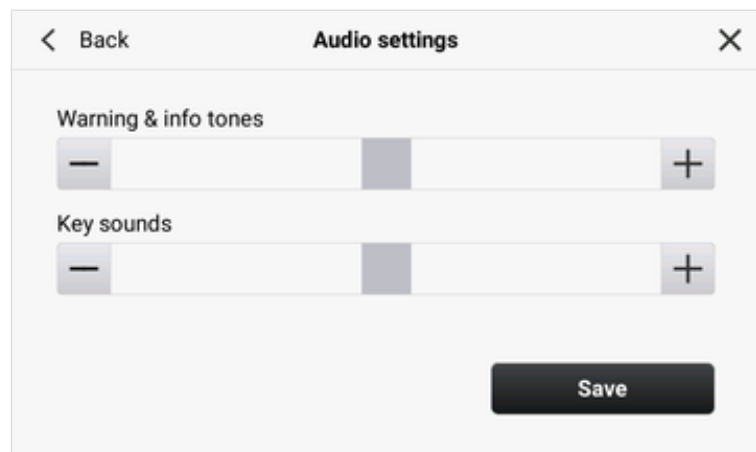 Back
Audio settings
Warning & info tones
Key sounds
Save